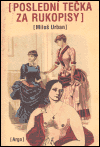 [POSLEDNÍ TEČKA
ZA RUKOPISY]
[Miloš Urban]
[Argo]